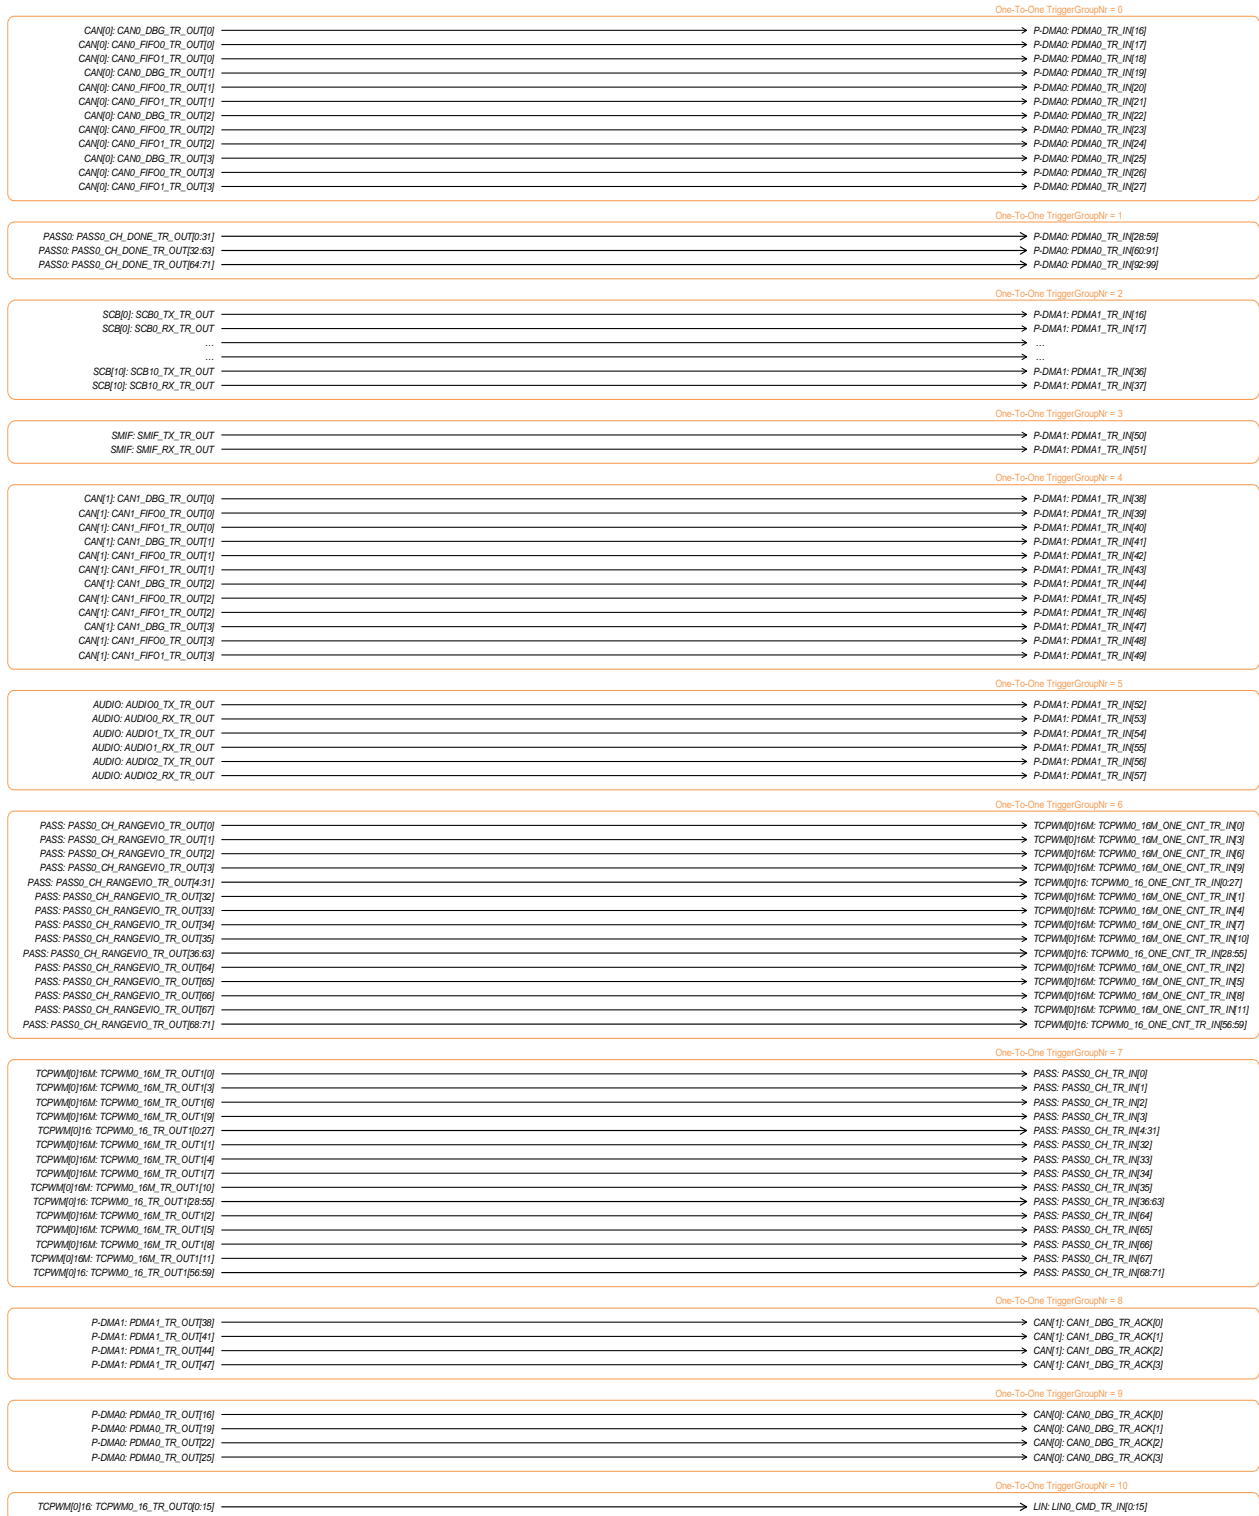 One-To-One TriggerGroupNr = 0
CAN[0]: CAN0_DBG_TR_OUT[0] P-DMA0: PDMA0_TR_IN[16]
CAN[0]: CAN0_FIFO0_TR_OUT[0] P-DMA0: PDMA0_TR_IN[17]
CAN[0]: CAN0_FIFO1_TR_OUT[0] P-DMA0: PDMA0_TR_IN[18]
CAN[0]: CAN0_DBG_TR_OUT[1] P-DMA0: PDMA0_TR_IN[19]
CAN[0]: CAN0_FIFO0_TR_OUT[1] P-DMA0: PDMA0_TR_IN[20]
CAN[0]: CAN0_FIFO1_TR_OUT[1] P-DMA0: PDMA0_TR_IN[21]
CAN[0]: CAN0_DBG_TR_OUT[2] P-DMA0: PDMA0_TR_IN[22]
CAN[0]: CAN0_FIFO0_TR_OUT[2] P-DMA0: PDMA0_TR_IN[23]
CAN[0]: CAN0_FIFO1_TR_OUT[2] P-DMA0: PDMA0_TR_IN[24]
CAN[0]: CAN0_DBG_TR_OUT[3] P-DMA0: PDMA0_TR_IN[25]
CAN[0]: CAN0_FIFO0_TR_OUT[3] P-DMA0: PDMA0_TR_IN[26]
CAN[0]: CAN0_FIFO1_TR_OUT[3] P-DMA0: PDMA0_TR_IN[27]
One-To-One TriggerGroupNr = 1
PASS0: PASS0_CH_DONE_TR_OUT[0:31] P-DMA0: PDMA0_TR_IN[28:59]
PASS0: PASS0_CH_DONE_TR_OUT[32:63] P-DMA0: PDMA0_TR_IN[60:91]
PASS0: PASS0_CH_DONE_TR_OUT[64:71] P-DMA0: PDMA0_TR_IN[92:99]
One-To-One TriggerGroupNr = 2
SCB[0]: SCB0_TX_TR_OUT P-DMA1: PDMA1_TR_IN[16]
SCB[0]: SCB0_RX_TR_OUT P-DMA1: PDMA1_TR_IN[17]
... ...
... ...
SCB[10]: SCB10_TX_TR_OUT P-DMA1: PDMA1_TR_IN[36]
SCB[10]: SCB10_RX_TR_OUT P-DMA1: PDMA1_TR_IN[37]
One-To-One TriggerGroupNr = 3
SMIF: SMIF_TX_TR_OUT P-DMA1: PDMA1_TR_IN[50]
SMIF: SMIF_RX_TR_OUT P-DMA1: PDMA1_TR_IN[51]
One-To-One TriggerGroupNr = 4
CAN[1]: CAN1_DBG_TR_OUT[0] P-DMA1: PDMA1_TR_IN[38]
CAN[1]: CAN1_FIFO0_TR_OUT[0] P-DMA1: PDMA1_TR_IN[39]
CAN[1]: CAN1_FIFO1_TR_OUT[0] P-DMA1: PDMA1_TR_IN[40]
CAN[1]: CAN1_DBG_TR_OUT[1] P-DMA1: PDMA1_TR_IN[41]
CAN[1]: CAN1_FIFO0_TR_OUT[1] P-DMA1: PDMA1_TR_IN[42]
CAN[1]: CAN1_FIFO1_TR_OUT[1] P-DMA1: PDMA1_TR_IN[43]
CAN[1]: CAN1_DBG_TR_OUT[2] P-DMA1: PDMA1_TR_IN[44]
CAN[1]: CAN1_FIFO0_TR_OUT[2] P-DMA1: PDMA1_TR_IN[45]
CAN[1]: CAN1_FIFO1_TR_OUT[2] P-DMA1: PDMA1_TR_IN[46]
CAN[1]: CAN1_DBG_TR_OUT[3] P-DMA1: PDMA1_TR_IN[47]
CAN[1]: CAN1_FIFO0_TR_OUT[3] P-DMA1: PDMA1_TR_IN[48]
CAN[1]: CAN1_FIFO1_TR_OUT[3] P-DMA1: PDMA1_TR_IN[49]
One-To-One TriggerGroupNr = 5
AUDIO: AUDIO0_TX_TR_OUT P-DMA1: PDMA1_TR_IN[52]
AUDIO: AUDIO0_RX_TR_OUT P-DMA1: PDMA1_TR_IN[53]
AUDIO: AUDIO1_TX_TR_OUT P-DMA1: PDMA1_TR_IN[54]
AUDIO: AUDIO1_RX_TR_OUT P-DMA1: PDMA1_TR_IN[55]
AUDIO: AUDIO2_TX_TR_OUT P-DMA1: PDMA1_TR_IN[56]
AUDIO: AUDIO2_RX_TR_OUT P-DMA1: PDMA1_TR_IN[57]
One-To-One TriggerGroupNr = 6
PASS: PASS0_CH_RANGEVIO_TR_OUT[0] TCPWM[0]16M: TCPWM0_16M_ONE_CNT_TR_IN[0]
PASS: PASS0_CH_RANGEVIO_TR_OUT[1] TCPWM[0]16M: TCPWM0_16M_ONE_CNT_TR_IN[3]
PASS: PASS0_CH_RANGEVIO_TR_OUT[2] TCPWM[0]16M: TCPWM0_16M_ONE_CNT_TR_IN[6]
PASS: PASS0_CH_RANGEVIO_TR_OUT[3] TCPWM[0]16M: TCPWM0_16M_ONE_CNT_TR_IN[9]
PASS: PASS0_CH_RANGEVIO_TR_OUT[4:31] TCPWM[0]16: TCPWM0_16_ONE_CNT_TR_IN[0:27]
PASS: PASS0_CH_RANGEVIO_TR_OUT[32] TCPWM[0]16M: TCPWM0_16M_ONE_CNT_TR_IN[1]
PASS: PASS0_CH_RANGEVIO_TR_OUT[33] TCPWM[0]16M: TCPWM0_16M_ONE_CNT_TR_IN[4]
PASS: PASS0_CH_RANGEVIO_TR_OUT[34] TCPWM[0]16M: TCPWM0_16M_ONE_CNT_TR_IN[7]
PASS: PASS0_CH_RANGEVIO_TR_OUT[35] TCPWM[0]16M: TCPWM0_16M_ONE_CNT_TR_IN[10]
PASS: PASS0_CH_RANGEVIO_TR_OUT[36:63] TCPWM[0]16: TCPWM0_16_ONE_CNT_TR_IN[28:55]
PASS: PASS0_CH_RANGEVIO_TR_OUT[64] TCPWM[0]16M: TCPWM0_16M_ONE_CNT_TR_IN[2]
PASS: PASS0_CH_RANGEVIO_TR_OUT[65] TCPWM[0]16M: TCPWM0_16M_ONE_CNT_TR_IN[5]
PASS: PASS0_CH_RANGEVIO_TR_OUT[66] TCPWM[0]16M: TCPWM0_16M_ONE_CNT_TR_IN[8]
PASS: PASS0_CH_RANGEVIO_TR_OUT[67] TCPWM[0]16M: TCPWM0_16M_ONE_CNT_TR_IN[11]
PASS: PASS0_CH_RANGEVIO_TR_OUT[68:71] TCPWM[0]16: TCPWM0_16_ONE_CNT_TR_IN[56:59]
One-To-One TriggerGroupNr = 7
TCPWM[0]16M: TCPWM0_16M_TR_OUT1[0] PASS: PASS0_CH_TR_IN[0]
TCPWM[0]16M: TCPWM0_16M_TR_OUT1[3] PASS: PASS0_CH_TR_IN[1]
TCPWM[0]16M: TCPWM0_16M_TR_OUT1[6] PASS: PASS0_CH_TR_IN[2]
TCPWM[0]16M: TCPWM0_16M_TR_OUT1[9] PASS: PASS0_CH_TR_IN[3]
TCPWM[0]16: TCPWM0_16_TR_OUT1[0:27] PASS: PASS0_CH_TR_IN[4:31]
TCPWM[0]16M: TCPWM0_16M_TR_OUT1[1] PASS: PASS0_CH_TR_IN[32]
TCPWM[0]16M: TCPWM0_16M_TR_OUT1[4] PASS: PASS0_CH_TR_IN[33]
TCPWM[0]16M: TCPWM0_16M_TR_OUT1[7] PASS: PASS0_CH_TR_IN[34]
TCPWM[0]16M: TCPWM0_16M_TR_OUT1[10] PASS: PASS0_CH_TR_IN[35]
TCPWM[0]16: TCPWM0_16_TR_OUT1[28:55] PASS: PASS0_CH_TR_IN[36:63]
TCPWM[0]16M: TCPWM0_16M_TR_OUT1[2] PASS: PASS0_CH_TR_IN[64]
TCPWM[0]16M: TCPWM0_16M_TR_OUT1[5] PASS: PASS0_CH_TR_IN[65]
TCPWM[0]16M: TCPWM0_16M_TR_OUT1[8] PASS: PASS0_CH_TR_IN[66]
TCPWM[0]16M: TCPWM0_16M_TR_OUT1[11] PASS: PASS0_CH_TR_IN[67]
TCPWM[0]16: TCPWM0_16_TR_OUT1[56:59] PASS: PASS0_CH_TR_IN[68:71]
One-To-One TriggerGroupNr = 8
P-DMA1: PDMA1_TR_OUT[38] CAN[1]: CAN1_DBG_TR_ACK[0]
P-DMA1: PDMA1_TR_OUT[41] CAN[1]: CAN1_DBG_TR_ACK[1]
P-DMA1: PDMA1_TR_OUT[44] CAN[1]: CAN1_DBG_TR_ACK[2]
P-DMA1: PDMA1_TR_OUT[47] CAN[1]: CAN1_DBG_TR_ACK[3]
One-To-One TriggerGroupNr = 9
P-DMA0: PDMA0_TR_OUT[16] CAN[0]: CAN0_DBG_TR_ACK[0]
P-DMA0: PDMA0_TR_OUT[19] CAN[0]: CAN0_DBG_TR_ACK[1]
P-DMA0: PDMA0_TR_OUT[22] CAN[0]: CAN0_DBG_TR_ACK[2]
P-DMA0: PDMA0_TR_OUT[25] CAN[0]: CAN0_DBG_TR_ACK[3]
One-To-One TriggerGroupNr = 10
TCPWM[0]16: TCPWM0_16_TR_OUT0[0:15] LIN: LIN0_CMD_TR_IN[0:15]